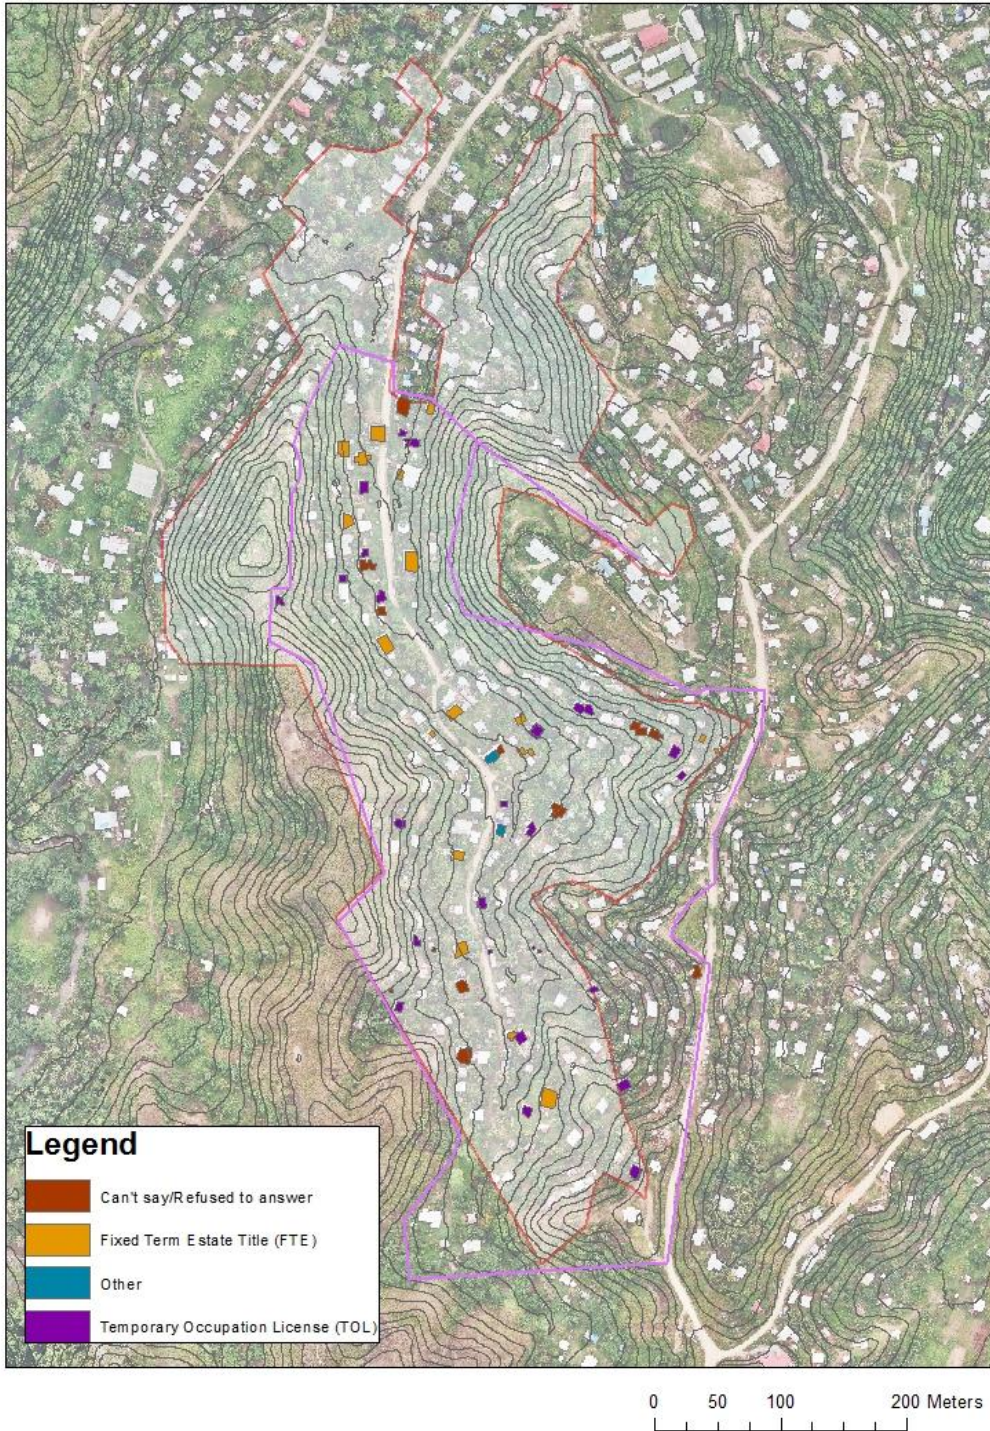 Legend
Can't say/Refused to answer
Fixed Term Estate Title (FTE)
Other
Temporary Occupation License (TOL)
0 50 100 200 Meters